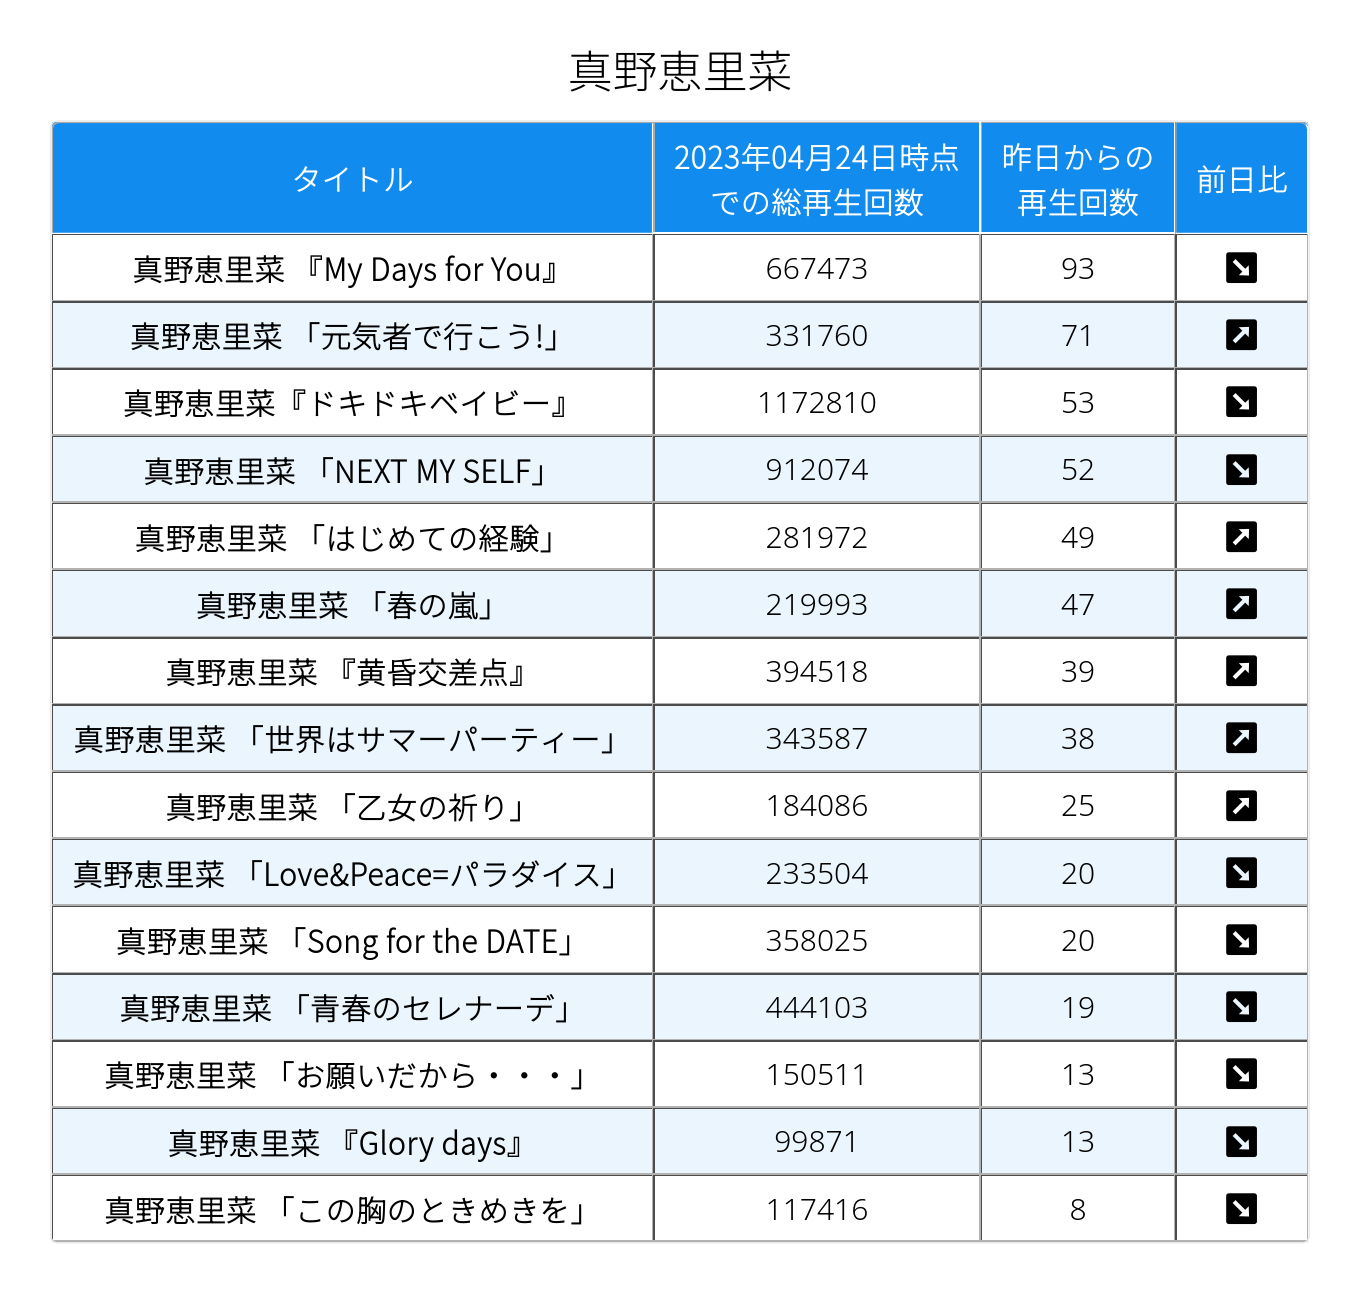 真野恵里菜
タイトル 2023年04月24日時点での総再生回数 昨日からの再生回数 前日比
真野恵里菜 『My Days for You』 667473 93 ↘
真野恵里菜 「元気者で行こう!」 331760 71 ↗
真野恵里菜『ドキドキベイビー』 1172810 53 ↘
真野恵里菜 「NEXT MY SELF」 912074 52 ↘
真野恵里菜 「はじめての経験」 281972 49 ↗
真野恵里菜 「春の嵐」 219993 47 ↗
真野恵里菜 『黄昏交差点』 394518 39 ↗
真野恵里菜 「世界はサマーパーティー」 343587 38 ↗
真野恵里菜 「乙女の祈り」 184086 25 ↗
真野恵里菜 「Love&Peace=パラダイス」 233504 20 ↘
真野恵里菜 「Song for the DATE」 358025 20 ↘
真野恵里菜 「青春のセレナーデ」 444103 19 ↘
真野恵里菜 「お願いだから・・・」 150511 13 ↘
真野恵里菜 『Glory days』 99871 13 ↘
真野恵里菜 「この胸のときめきを」 117416 8 ↘